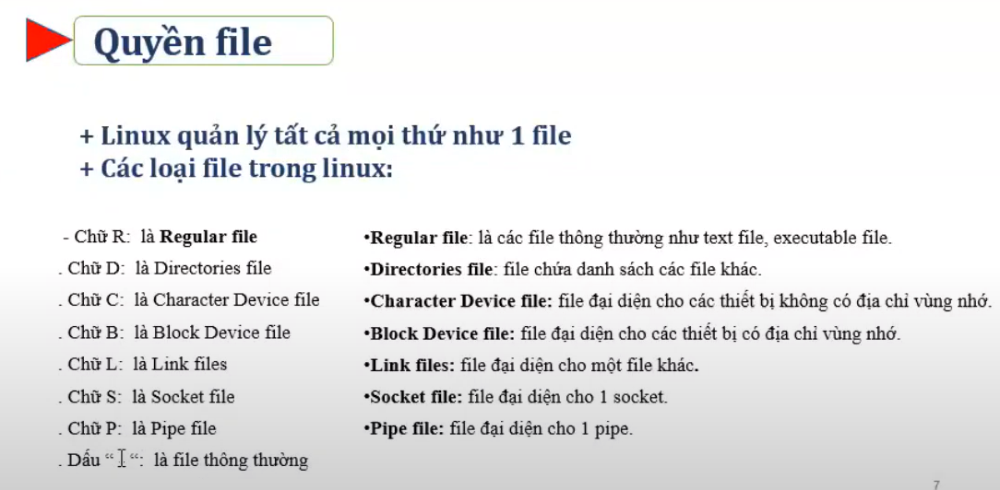 Quyền file
+ Linux quản lý tất cả mọi thứ như 1 file
+ Các loại file trong linux:
- Chữ R: là Regular file
. Chữ D: là Directories file
. Chữ C: là Character Device file
. Chữ B: là Block Device file
. Chữ L: là Link files
. Chữ S: là Socket file
. Chữ P: là Pipe file
. Dấu “ “: là file thông thường
•Regular file: là các file thông thường như text file, executable file.
•Directories file: file chứa danh sách các file khác.
•Character Device file: file đại diện cho các thiết bị không có địa chỉ vùng nhớ.
•Block Device file: file đại diện cho các thiết bị có địa chỉ vùng nhớ.
•Link files: file đại diện cho một file khác.
•Socket file: file đại diện cho 1 socket.
•Pipe file: file đại diện cho 1 pipe.
7